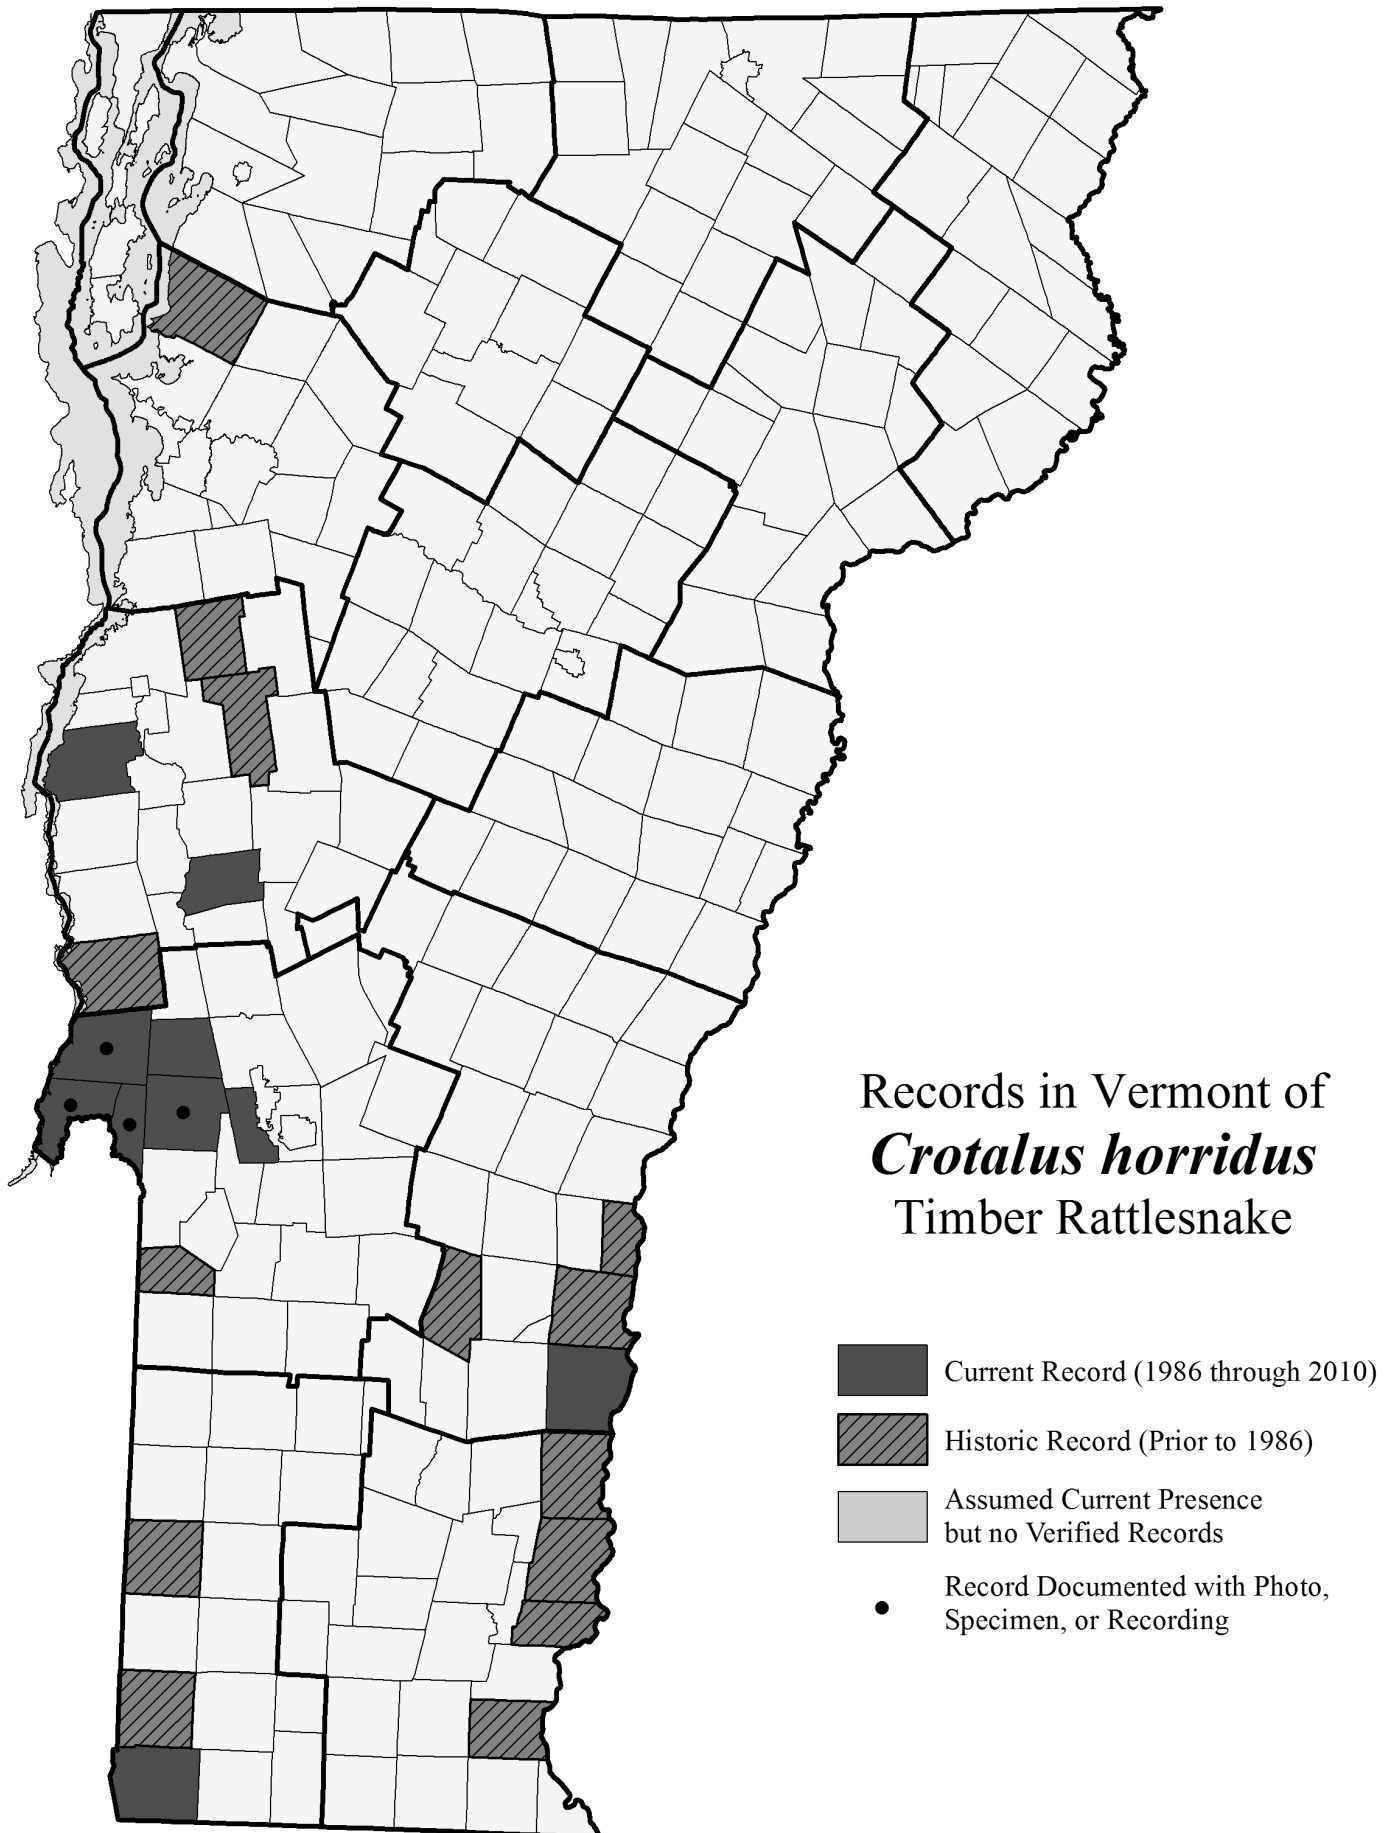 Records in Vermont of
Crotalus horridus
Timber Rattlesnake
Current Record (1986 through 2010)
Historic Record (Prior to 1986)
Assumed Current Presence
but no Verified Records
Record Documented with Photo,
Specimen, or Recording